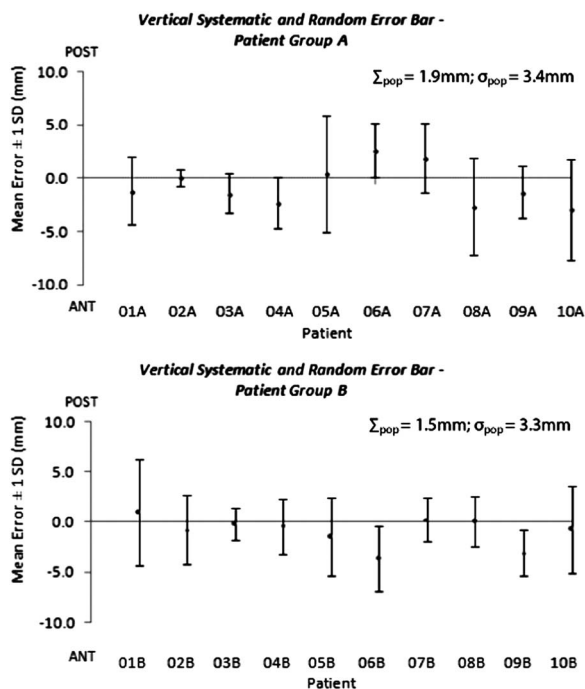 Vertical Systematic and Random Error Bar -
Patient Group A
POST
Σpop = 1.9mm; σpop = 3.4mm
Mean Error ± 1 SD (mm)
10.0
5.0
0.0
-5.0
-10.0
ANT
01A 02A 03A 04A 05A 06A 07A 08A 09A 10A
Patient
Vertical Systematic and Random Error Bar -
Patient Group B
POST
Σpop = 1.5mm; σpop = 3.3mm
Mean Error ± 1 SD (mm)
10.0
5.0
0.0
-5.0
-10.0
ANT
01B 02B 03B 04B 05B 06B 07B 08B 09B 10B
Patient